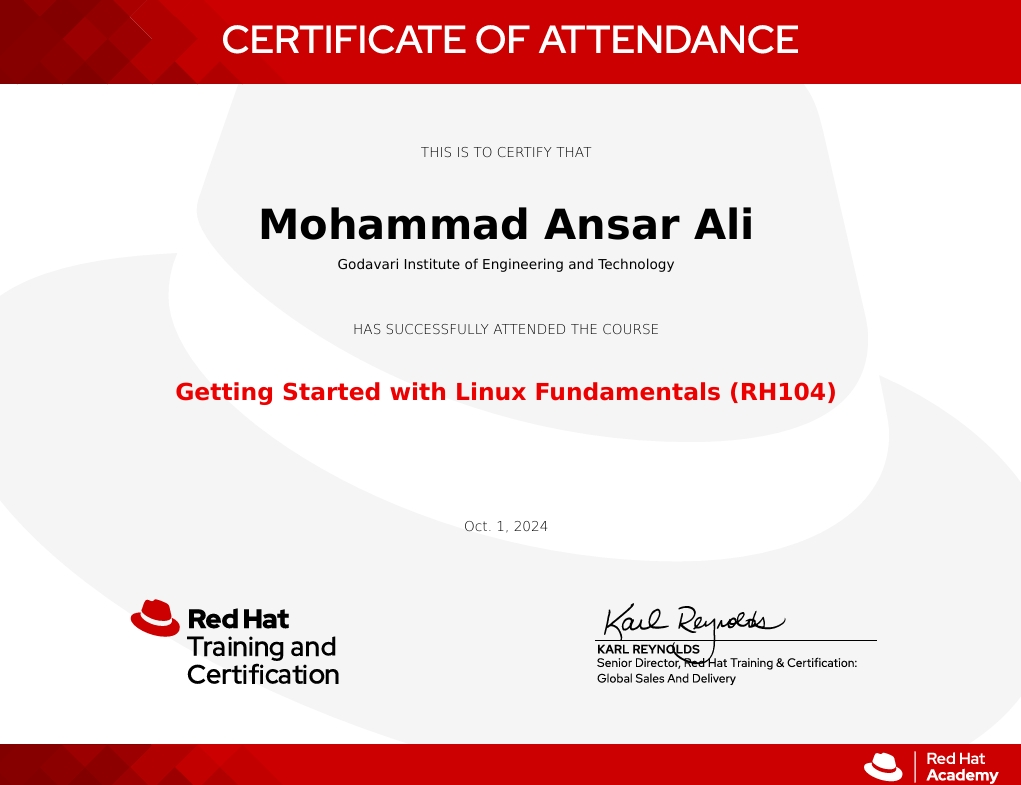 CERTIFICATE OF ATTENDANCE
THIS IS TO CERTIFY THAT
Mohammad Ansar Ali
Godavari Institute of Engineering and Technology
HAS SUCCESSFULLY ATTENDED THE COURSE
Getting Started with Linux Fundamentals (RH104)
Oct. 1, 2024
Red Hat
Training and
Certification
Karl Reynolds
KARL REYNOLDS
Senior Director, Red Hat Training & Certification:
Global Sales And Delivery
Red Hat
Academy